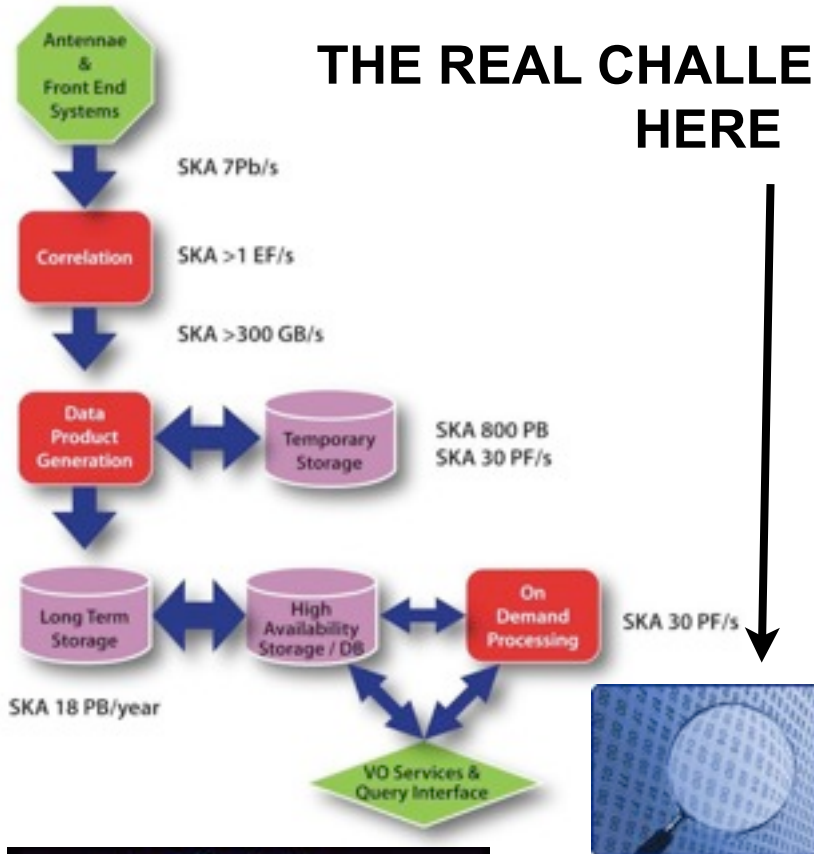 Antennae
&
Front End
Systems
THE REAL CHALLE
HERE
SKA 7Pb/s
Correlation
SKA >1 EF/s
SKA >300 GB/s
Data
Product
Generation
Temporary
Storage
SKA 800 PB
SKA 30 PF/s
Long Term
Storage
High
Availability
Storage / DB
On
Demand
Processing
SKA 30 PF/s
SKA 18 PB/year
VO Services &
Query Interface